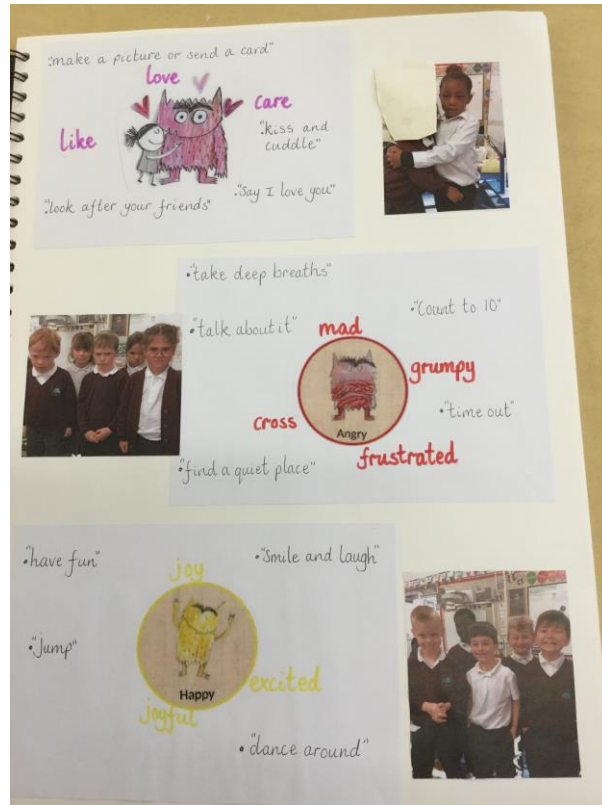 "make a picture or send a card"
love
care
like
"kiss and
cuddle"
"Say I love you"
"look after your friends"
"take deep breaths"
"Count to 10"
"talk about it"
mad
grumpy
"time out"
cross
Angry
frustrated
"find a quiet place"
"have fun"
"Smile and laugh"
joy
"Jump"
Happy
excited
joyful
"dance around"